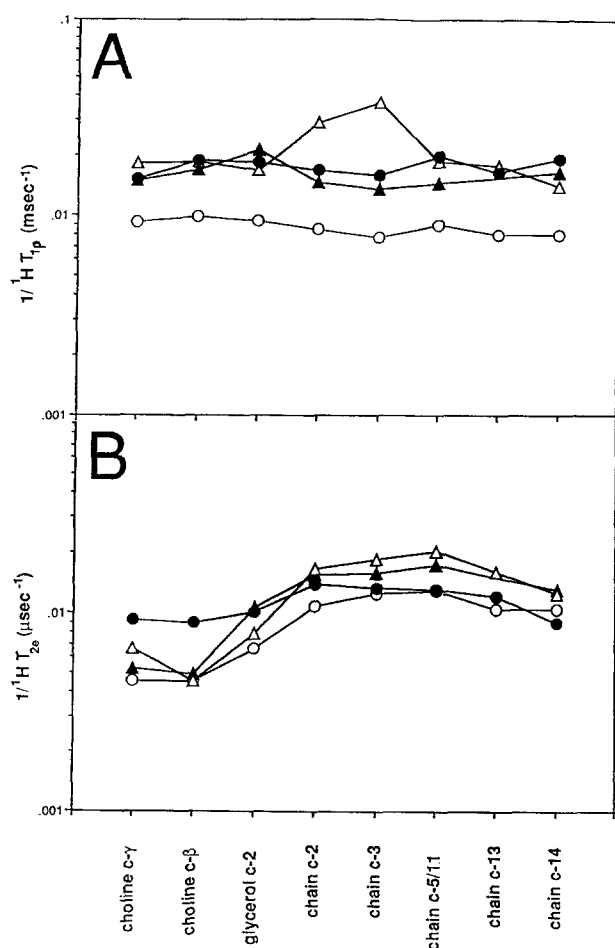 .1
A
.01
1/ ¹H T₁ρ (msec⁻¹)
.001
B
.01
1/¹H T₂e (μsec⁻¹)
.001
choline c-γ
choline c-β
glycerol c-2
chain c-2
chain c-3
chain c-5/11
chain c-13
chain c-14